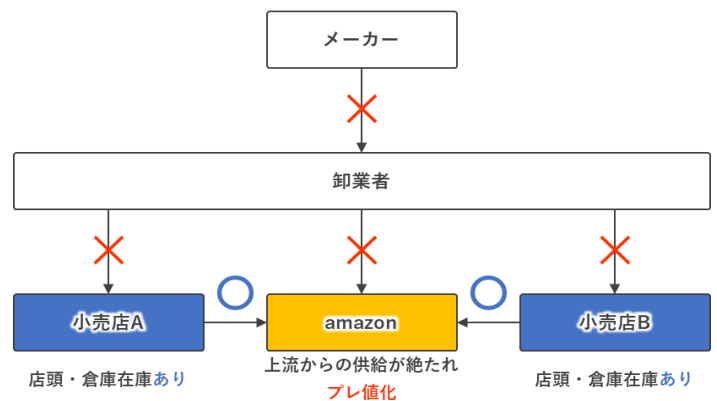 メーカー
卸業者
小売店A
amazon
小売店B
上流からの供給が絶たれ
プレ値化
店頭・倉庫在庫あり
店頭・倉庫在庫あり